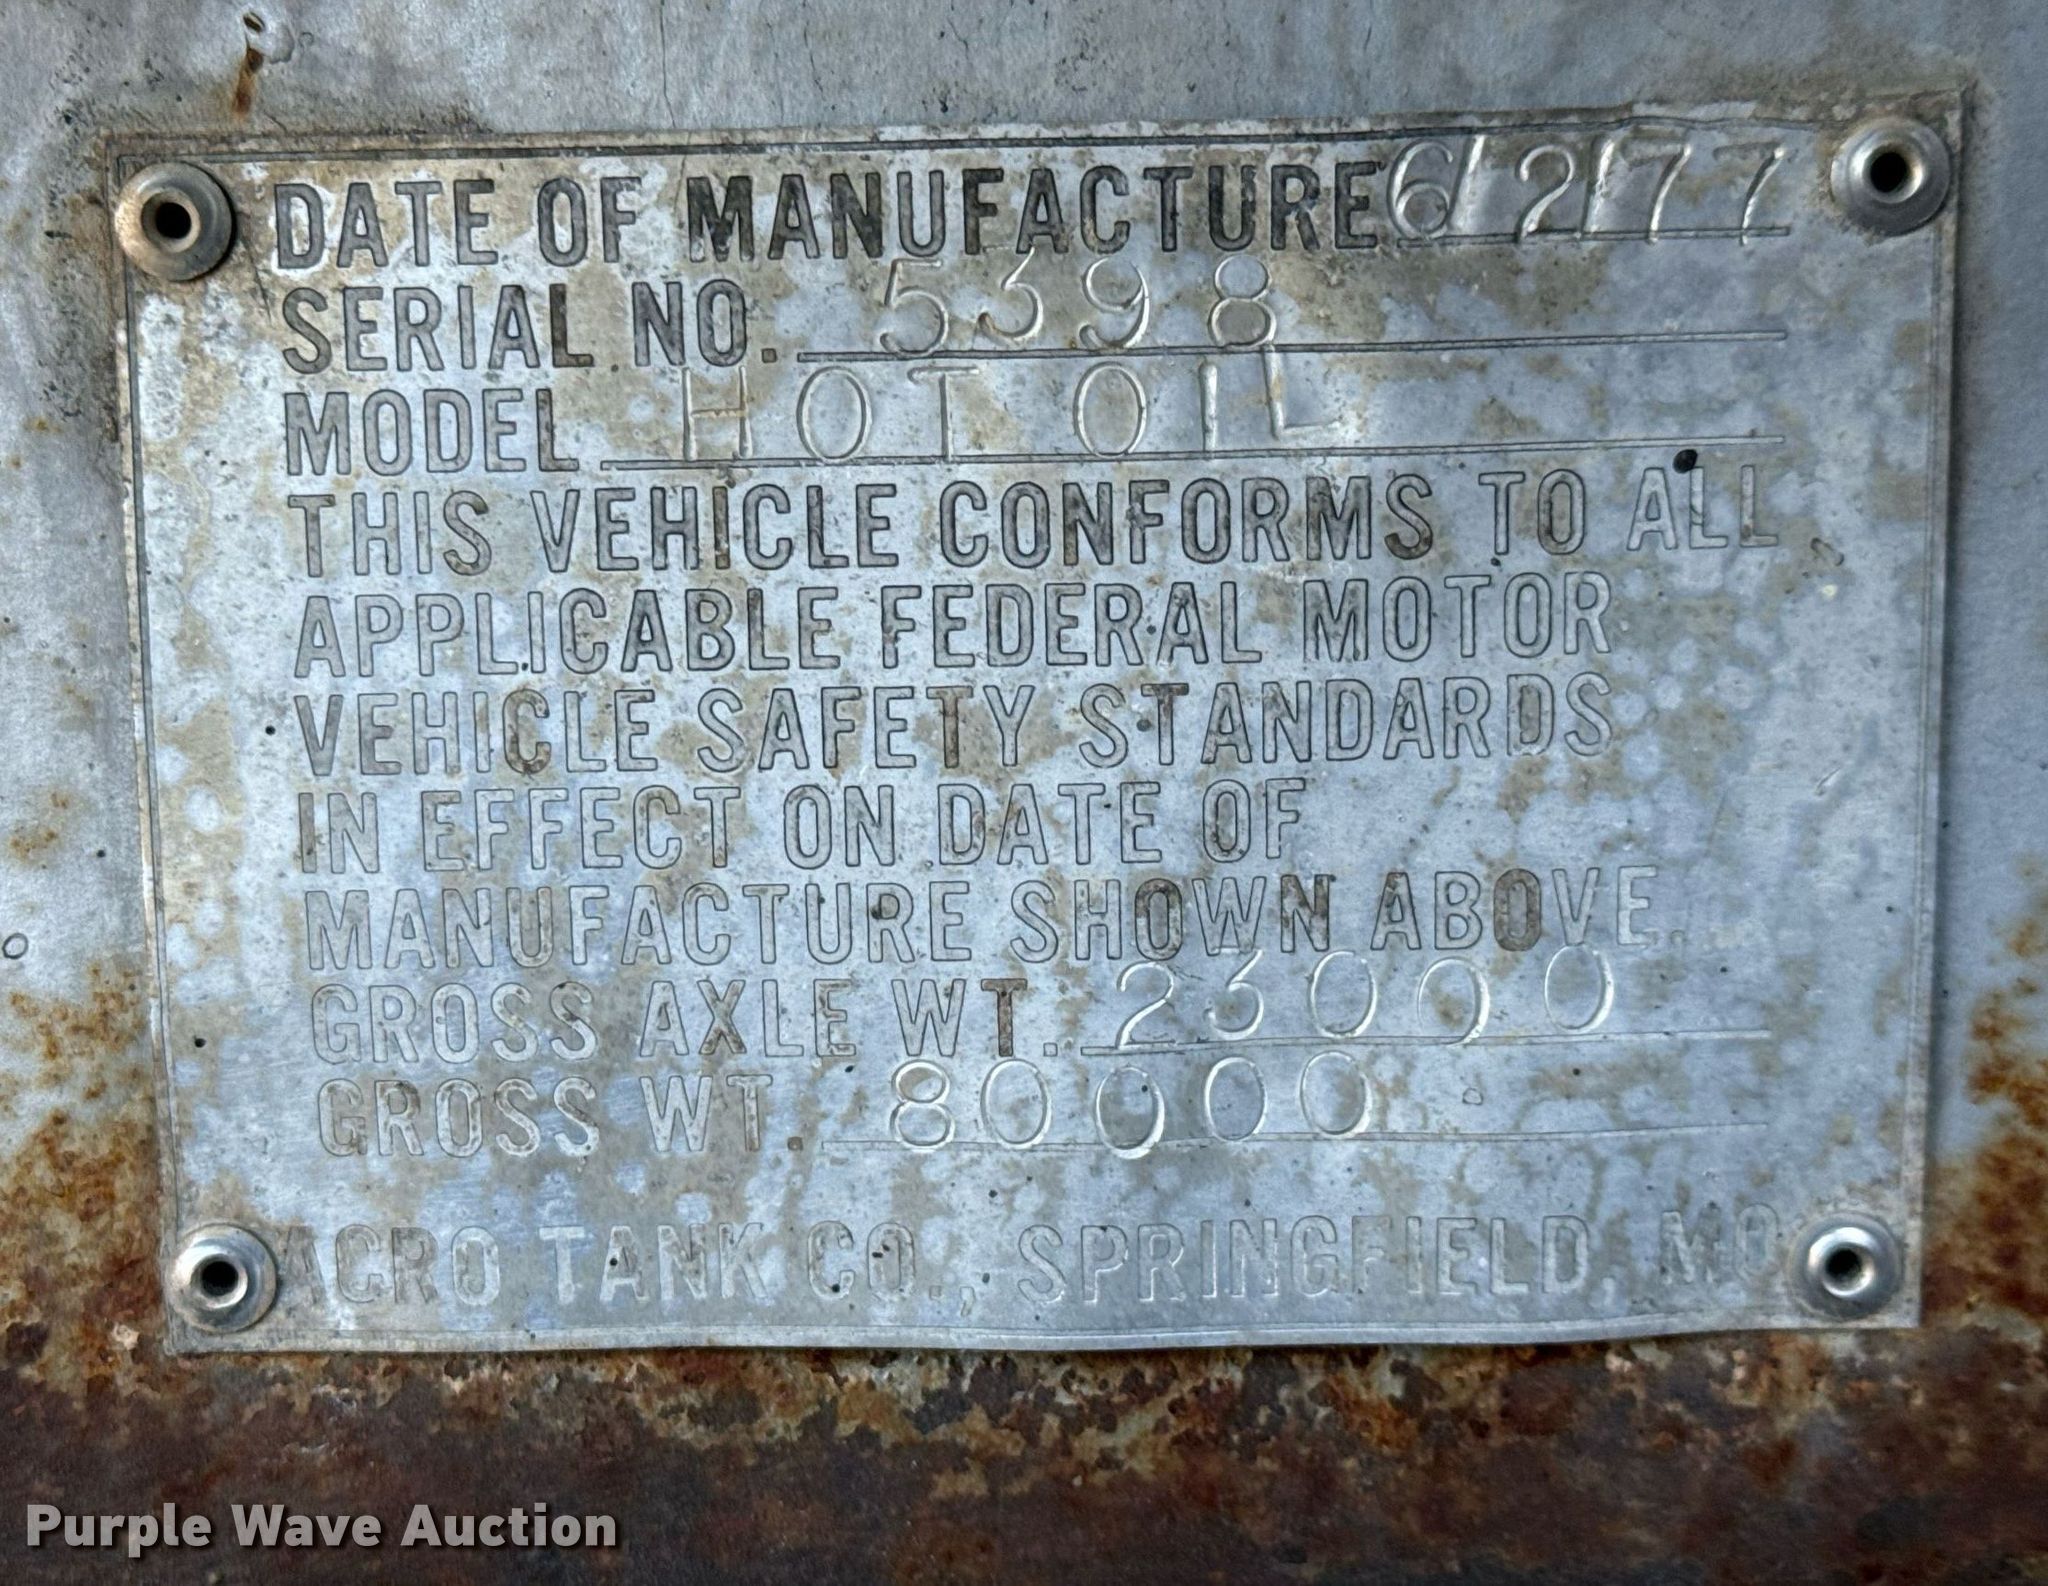 DATE OF MANUFACTURE 6/2/77
SERIAL NO. 5398
MODEL HOT OIL
THIS VEHICLE CONFORMS TO ALL
APPLICABLE FEDERAL MOTOR
VEHICLE SAFETY STANDARDS
IN EFFECT ON DATE OF
MANUFACTURE SHOWN ABOVE.
GROSS AXLE WT. 23000
GROSS WT. 80000
ACRO TANK CO., SPRINGFIELD, MO.
Purple Wave Auction